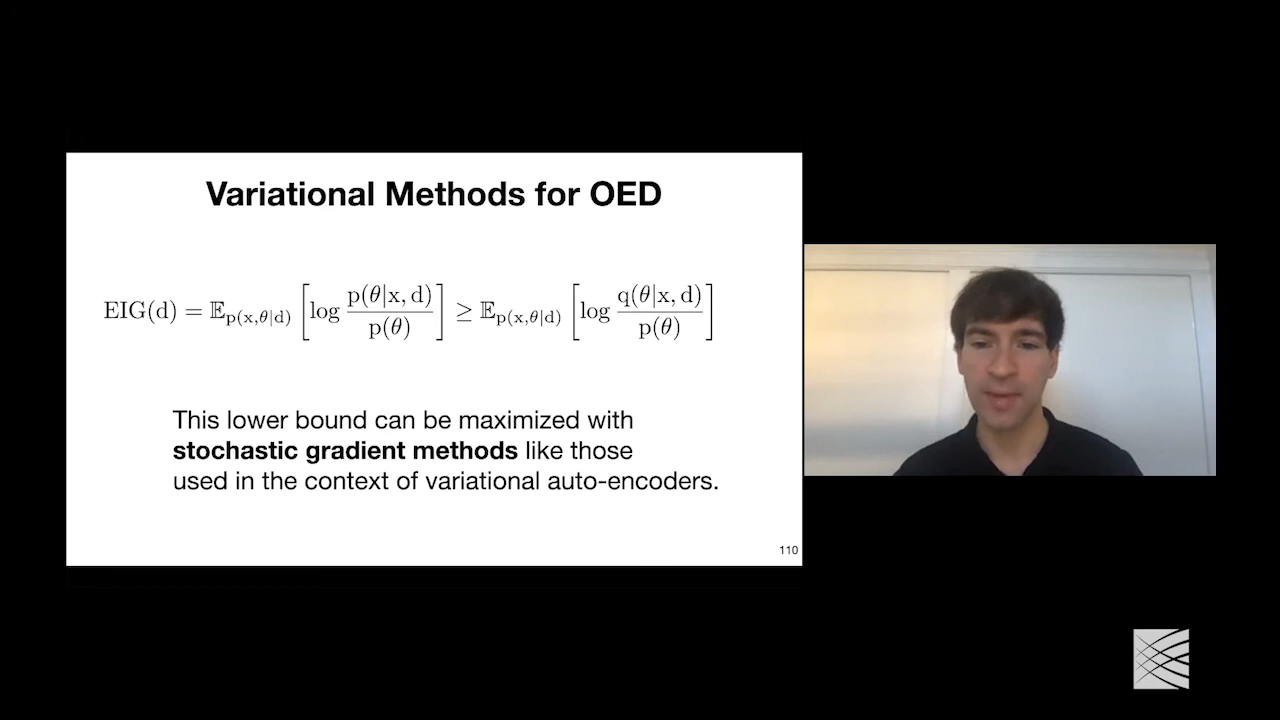 Variational Methods for OED
EIG(d) = 𝔼p(x,θ|d) [log p(θ|x, d) / p(θ)] ≥ 𝔼p(x,θ|d) [log q(θ|x, d) / p(θ)]
This lower bound can be maximized with
stochastic gradient methods like those
used in the context of variational auto-encoders.
110